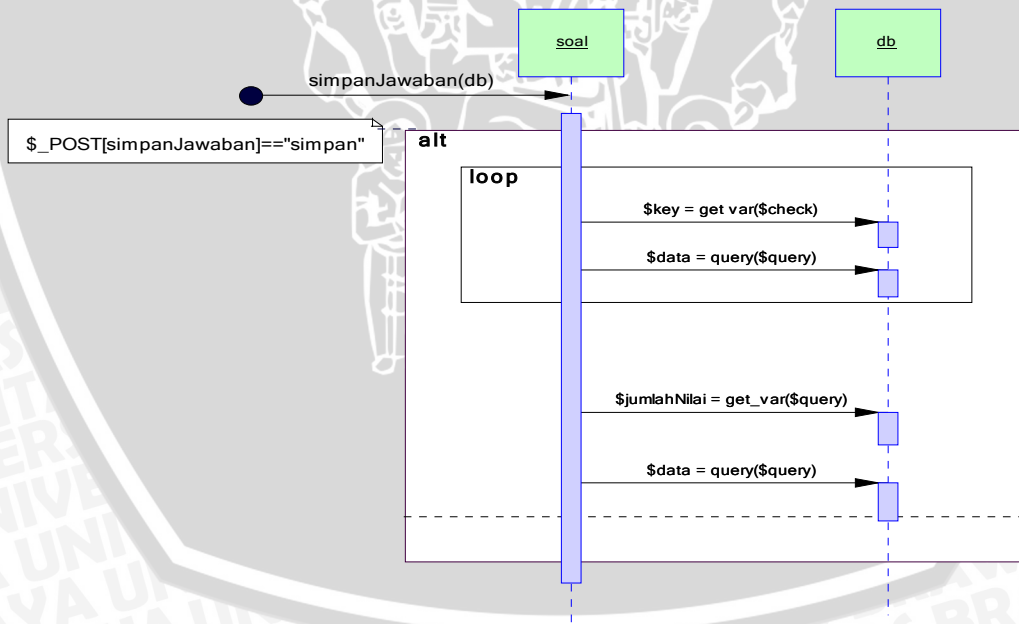 soal
db
simpanJawaban(db)
$_POST[simpanJawaban]=="simpan"
alt
loop
$key = get var($check)
$data = query($query)
$jumlahNilai = get_var($query)
$data = query($query)